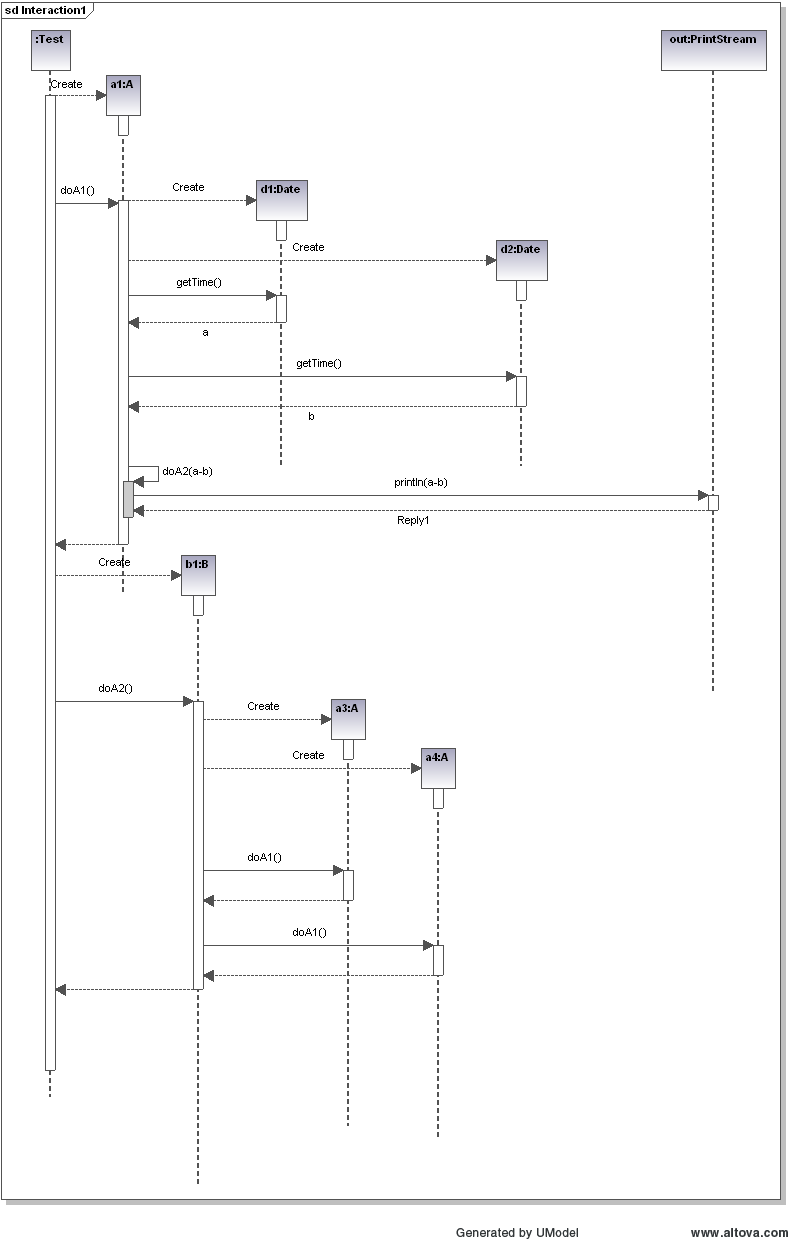 sd Interaction1
:Test
out:PrintStream
Create
a1:A
doA1()
Create
d1:Date
Create
d2:Date
getTime()
a
getTime()
b
doA2(a-b)
println(a-b)
Reply1
Create
b1:B
doA2()
Create
a3:A
Create
a4:A
doA1()
doA1()
Generated by UModel
www.altova.com